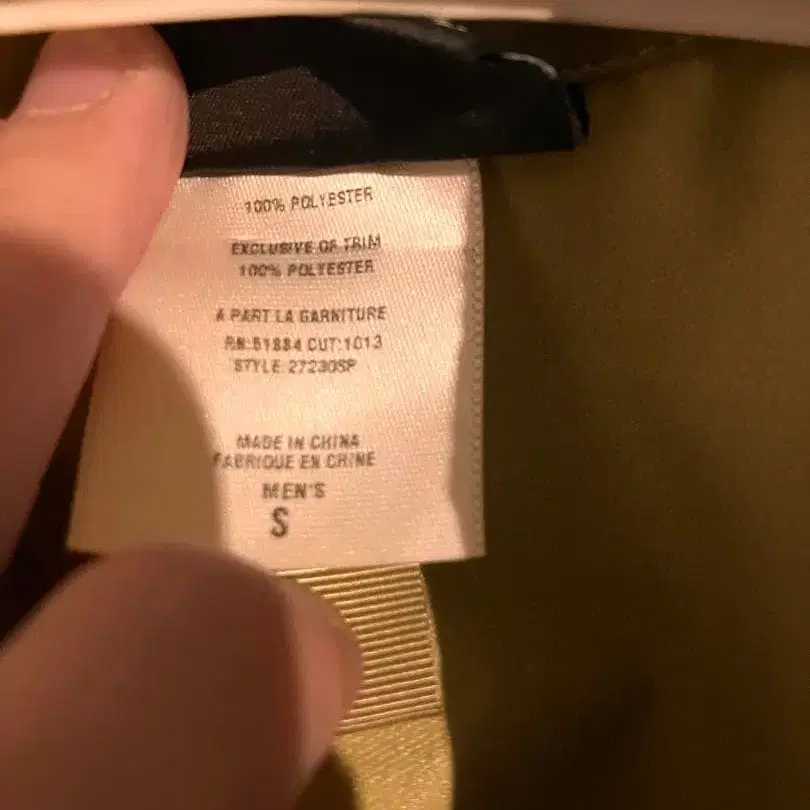 100% POLYESTER
EXCLUSIVE OF TRIM
100% POLYESTER
A PART LA GARNITURE
RN:51884 CUT:1013
STYLE:27230SP
MADE IN CHINA
FABRIQUE EN CHINE
MEN'S
S